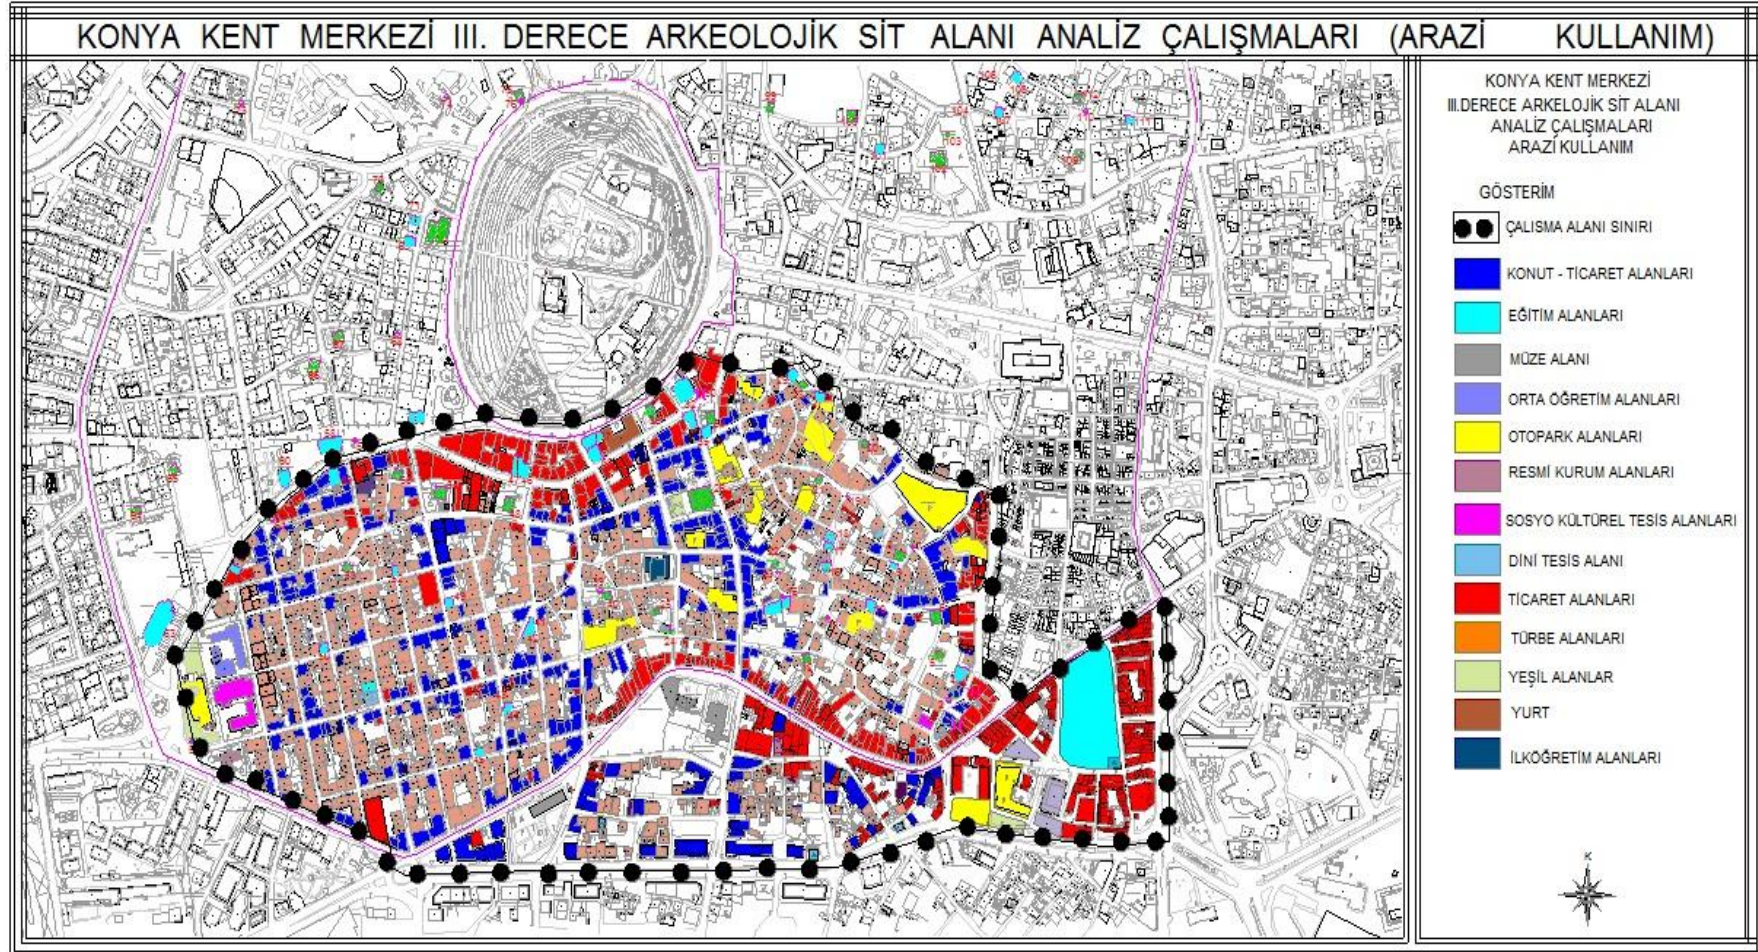 KONYA KENT MERKEZİ III. DERECE ARKEOLOJİK SİT ALANI ANALİZ ÇALIŞMALARI (ARAZİ KULLANIM)
KONYA KENT MERKEZİ
III.DERECE ARKELOJİK SİT ALANI
ANALİZ ÇALIŞMALARI
ARAZİ KULLANIM
GÖSTERİM
ÇALISMA ALANI SINIRI
KONUT - TİCARET ALANLARI
EĞİTİM ALANLARI
MÜZE ALANI
ORTA ÖĞRETİM ALANLARI
OTOPARK ALANLARI
RESMİ KURUM ALANLARI
SOSYO KÜLTÜREL TESİS ALANLARI
DİNİ TESİS ALANI
TİCARET ALANLARI
TÜRBE ALANLARI
YEŞİL ALANLAR
YURT
İLKÖĞRETİM ALANLARI
K